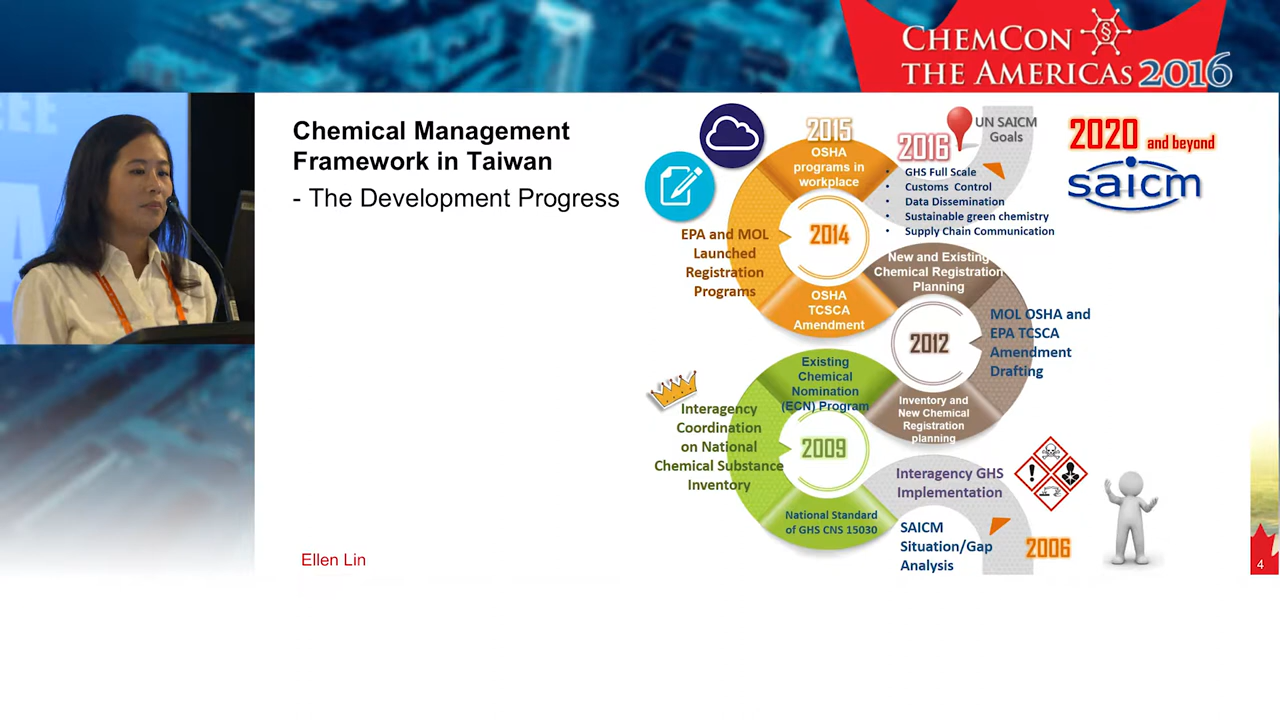 CHEMCON
THE AMERICAS 2016
Chemical Management
Framework in Taiwan
- The Development Progress
Ellen Lin
2015
OSHA
programs in
workplace
2016
UN SAICM
Goals
2020 and beyond
saicm
• GHS Full Scale
• Customs Control
• Data Dissemination
• Sustainable green chemistry
• Supply Chain Communication
EPA and MOL
Launched
Registration
Programs
2014
OSHA
TCSCA
Amendment
New and Existing
Chemical Registration
Planning
2012
MOL OSHA and
EPA TCSCA
Amendment
Drafting
Inventory and
New Chemical
Registration
planning
Existing
Chemical
Nomination
(ECN) Program
Interagency
Coordination
on National
Chemical Substance
Inventory
2009
National Standard
of GHS CNS 15030
Interagency GHS
Implementation
SAICM
Situation/Gap
Analysis
2006
4